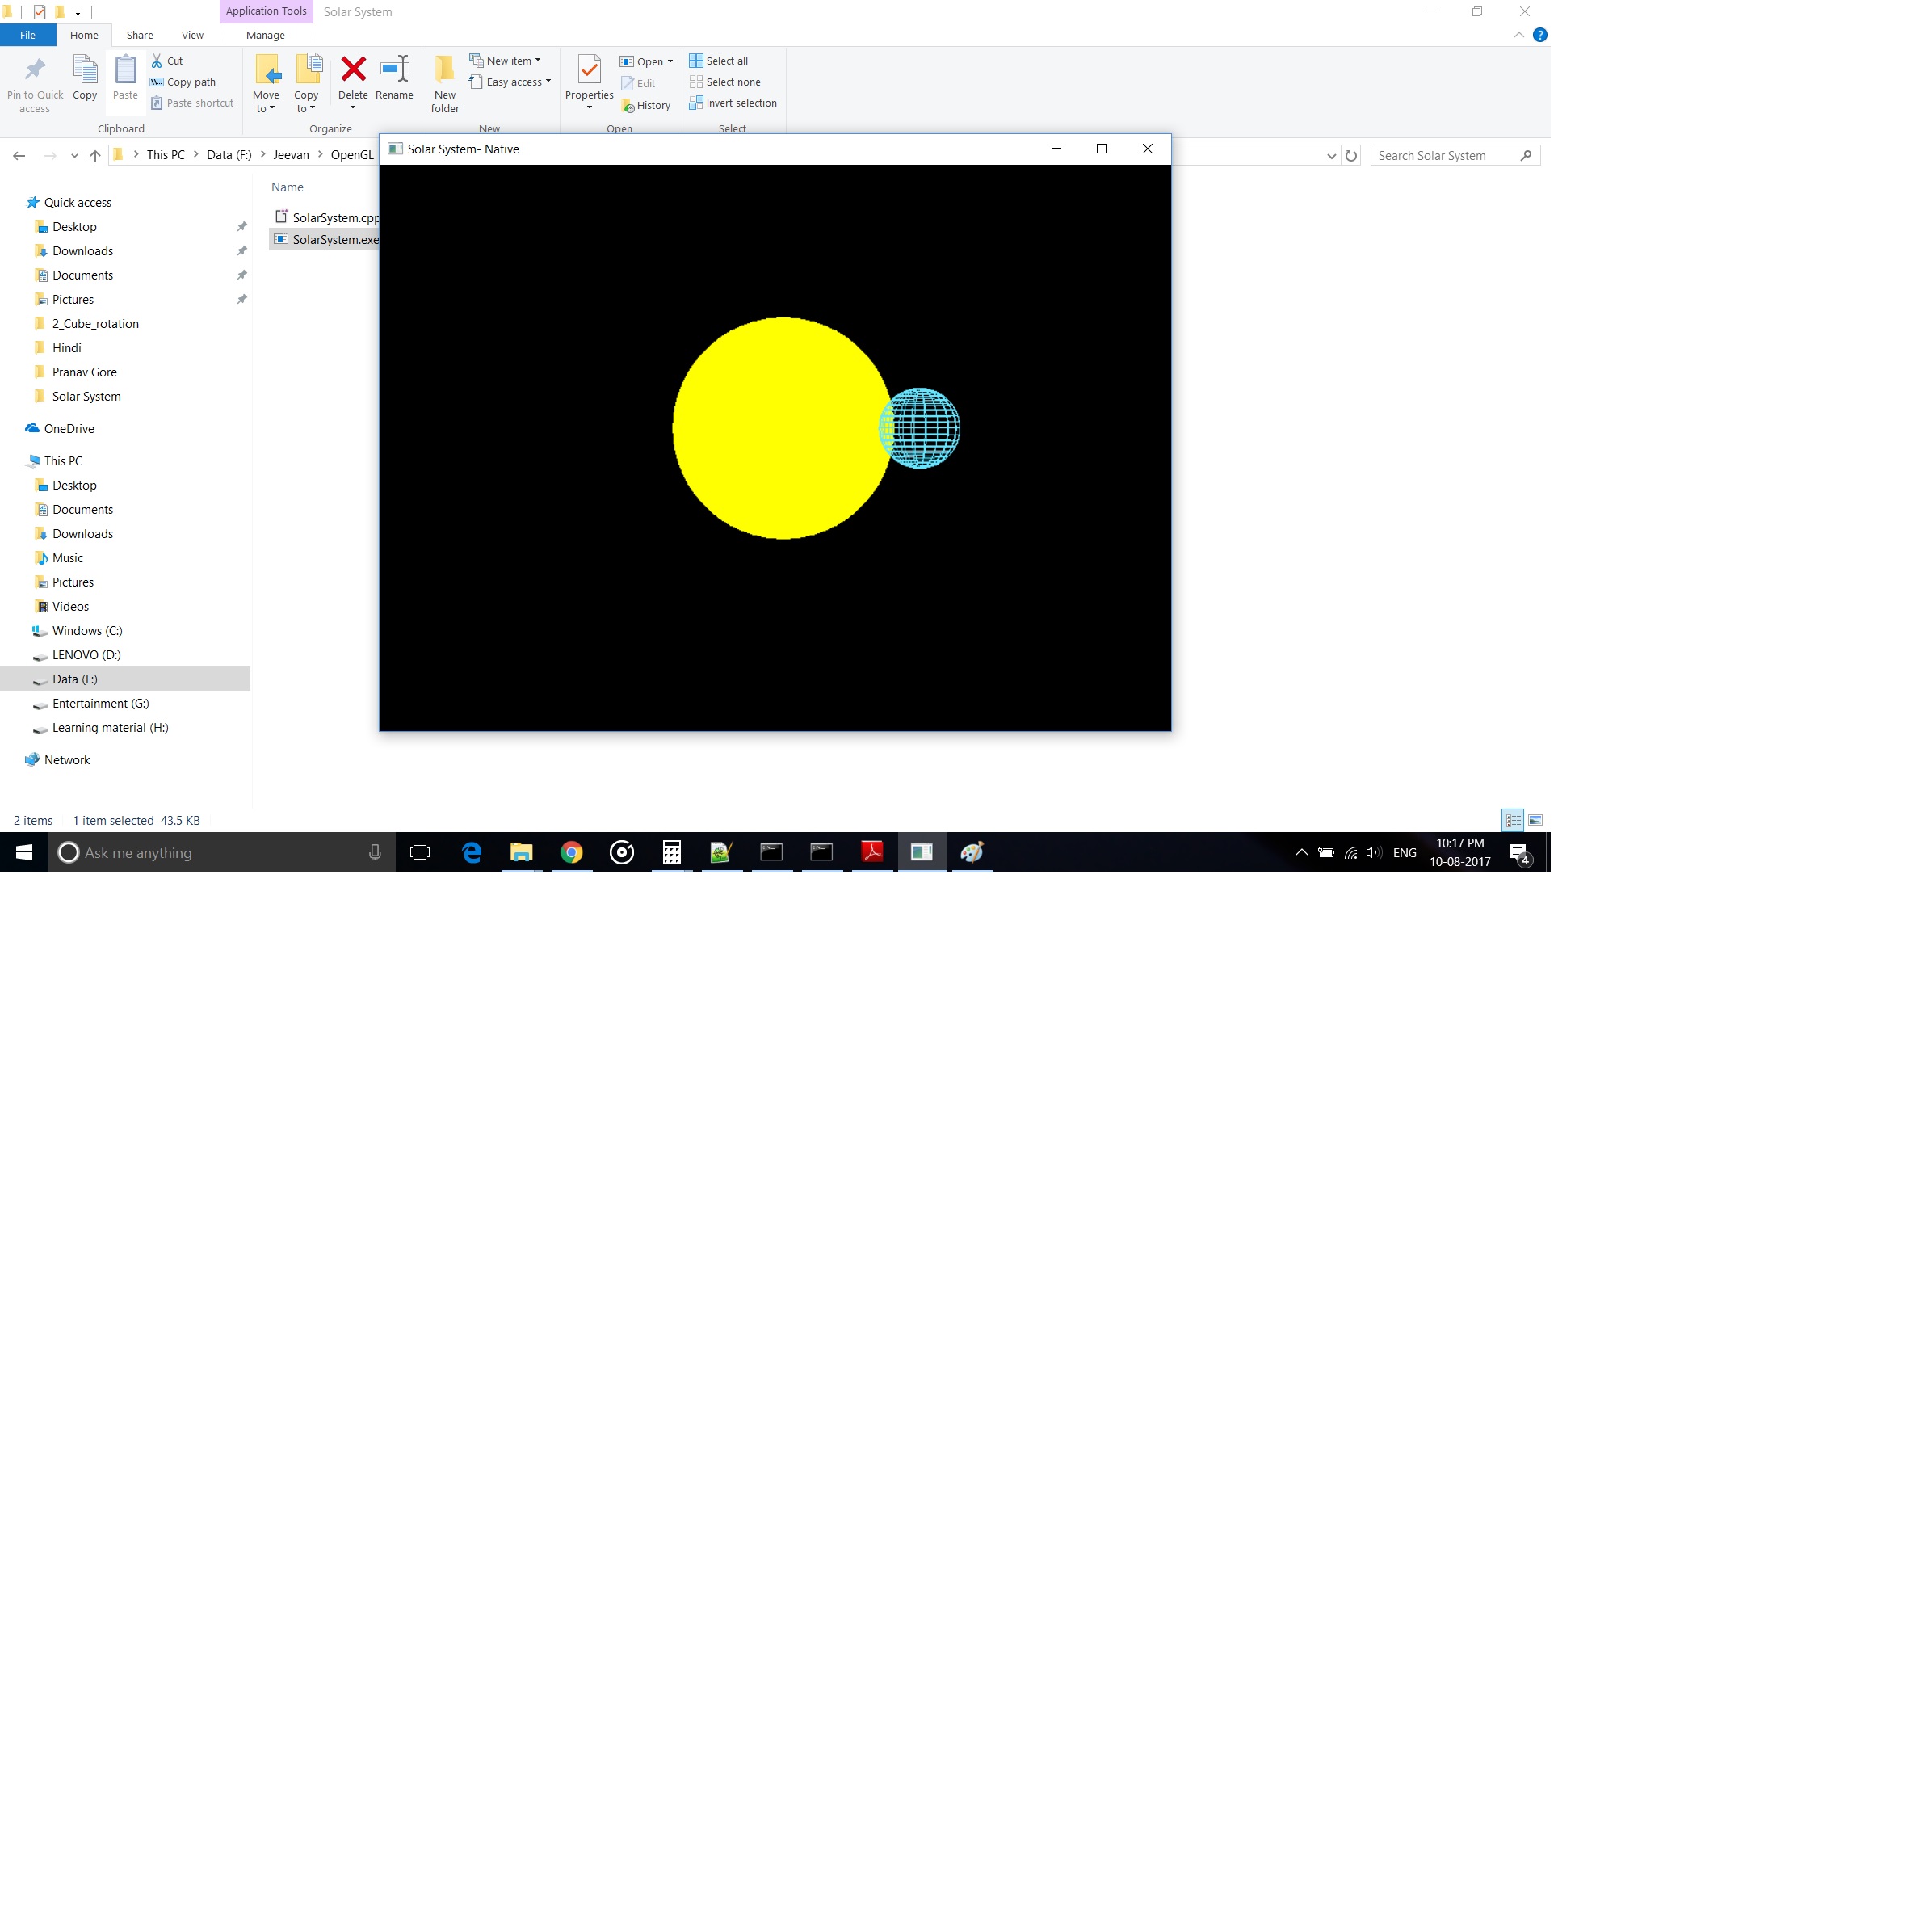 Application Tools
Solar System
File
Home
Share
View
Manage
Pin to Quick access
Copy
Paste
Cut
Copy path
Paste shortcut
Clipboard
Move to
Copy to
Delete
Rename
Organize
New folder
New item
Easy access
New
Properties
Open
Edit
History
Open
Select all
Select none
Invert selection
Select
This PC
Data (F:)
Jeevan
OpenGL
Search Solar System
Solar System- Native
Name
SolarSystem.cpp
SolarSystem.exe
Quick access
Desktop
Downloads
Documents
Pictures
2_Cube_rotation
Hindi
Pranav Gore
Solar System
OneDrive
This PC
Desktop
Documents
Downloads
Music
Pictures
Videos
Windows (C:)
LENOVO (D:)
Data (F:)
Entertainment (G:)
Learning material (H:)
Network
2 items 1 item selected 43.5 KB
Ask me anything
ENG
10:17 PM
10-08-2017
4